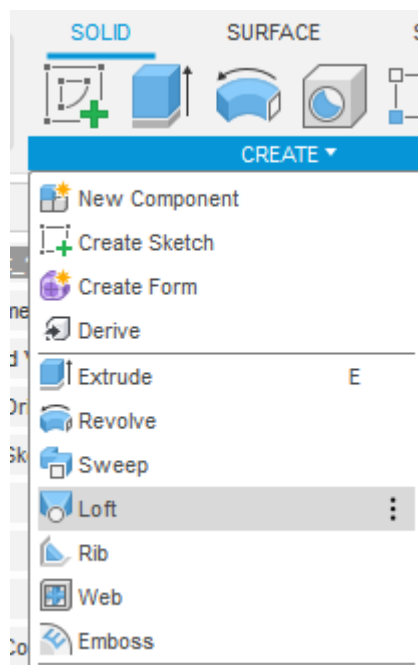 SOLID SURFACE
CREATE
New Component
Create Sketch
Create Form
Derive
Extrude E
Revolve
Sweep
Loft
Rib
Web
Emboss